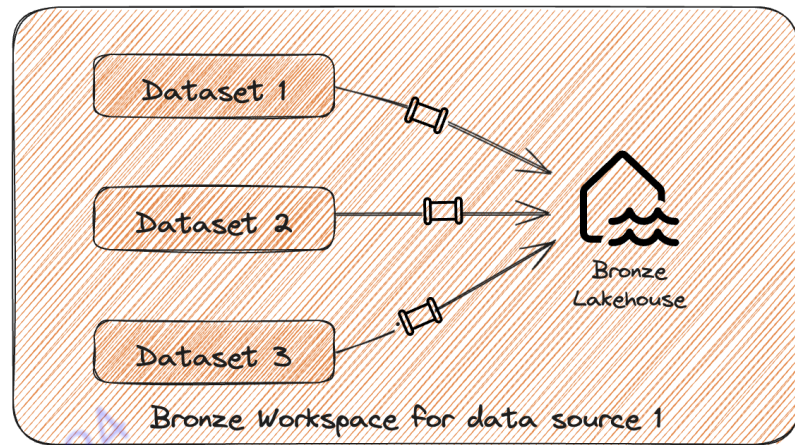 Dataset 1
Dataset 2
Dataset 3
Bronze
Lakehouse
Bronze Workspace for data source 1